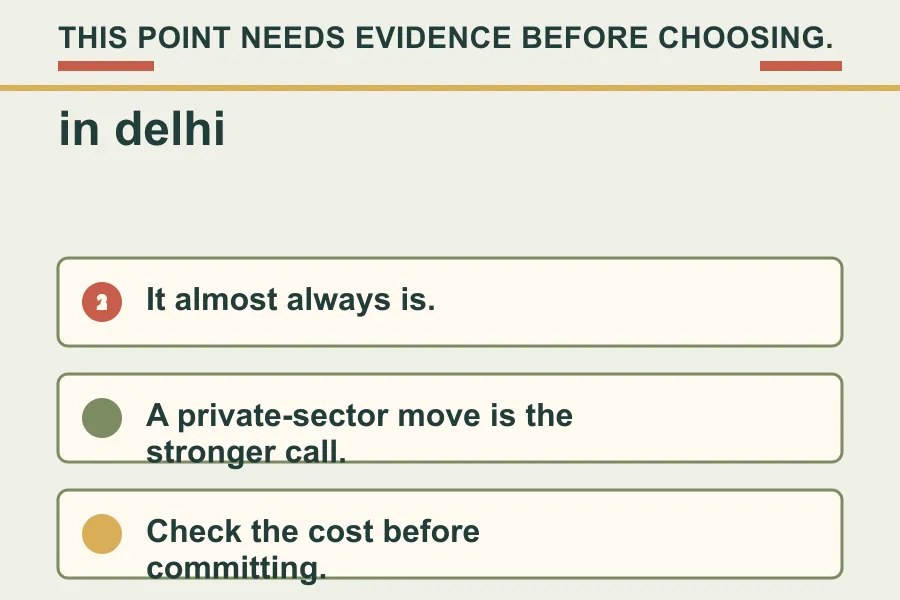 THIS POINT NEEDS EVIDENCE BEFORE CHOOSING.
in delhi
It almost always is.
A private-sector move is the
stronger call.
Check the cost before
committing.